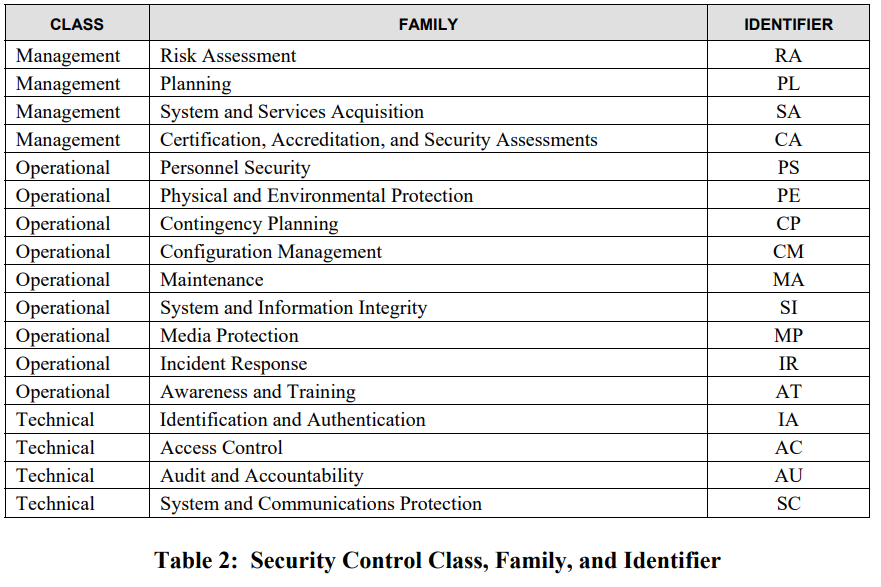 CLASS FAMILY IDENTIFIER
Management Risk Assessment RA
Management Planning PL
Management System and Services Acquisition SA
Management Certification, Accreditation, and Security Assessments CA
Operational Personnel Security PS
Operational Physical and Environmental Protection PE
Operational Contingency Planning CP
Operational Configuration Management CM
Operational Maintenance MA
Operational System and Information Integrity SI
Operational Media Protection MP
Operational Incident Response IR
Operational Awareness and Training AT
Technical Identification and Authentication IA
Technical Access Control AC
Technical Audit and Accountability AU
Technical System and Communications Protection SC
Table 2: Security Control Class, Family, and Identifier